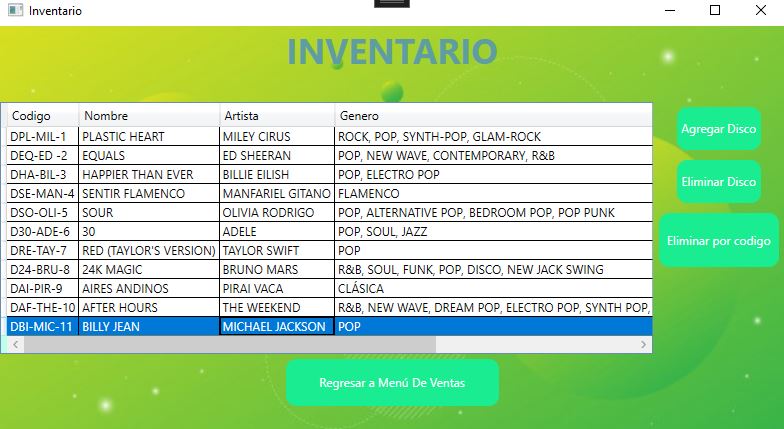 Inventario
INVENTARIO
Codigo Nombre Artista Genero
DPL-MIL-1 PLASTIC HEART MILEY CIRUS ROCK, POP, SYNTH-POP, GLAM-ROCK
DEQ-ED -2 EQUALS ED SHEERAN POP, NEW WAVE, CONTEMPORARY, R&B
DHA-BIL-3 HAPPIER THAN EVER BILLIE EILISH POP, ELECTRO POP
DSE-MAN-4 SENTIR FLAMENCO MANFARIEL GITANO FLAMENCO
DSO-OLI-5 SOUR OLIVIA RODRIGO POP, ALTERNATIVE POP, BEDROOM POP, POP PUNK
D30-ADE-6 30 ADELE POP, SOUL, JAZZ
DRE-TAY-7 RED (TAYLOR'S VERSION) TAYLOR SWIFT POP
D24-BRU-8 24K MAGIC BRUNO MARS R&B, SOUL, FUNK, POP, DISCO, NEW JACK SWING
DAI-PIR-9 AIRES ANDINOS PIRAI VACA CLÁSICA
DAF-THE-10 AFTER HOURS THE WEEKEND R&B, NEW WAVE, DREAM POP, ELECTRO POP, SYNTH POP,
DBI-MIC-11 BILLY JEAN MICHAEL JACKSON POP
Agregar Disco
Eliminar Disco
Eliminar por codigo
Regresar a Menú De Ventas